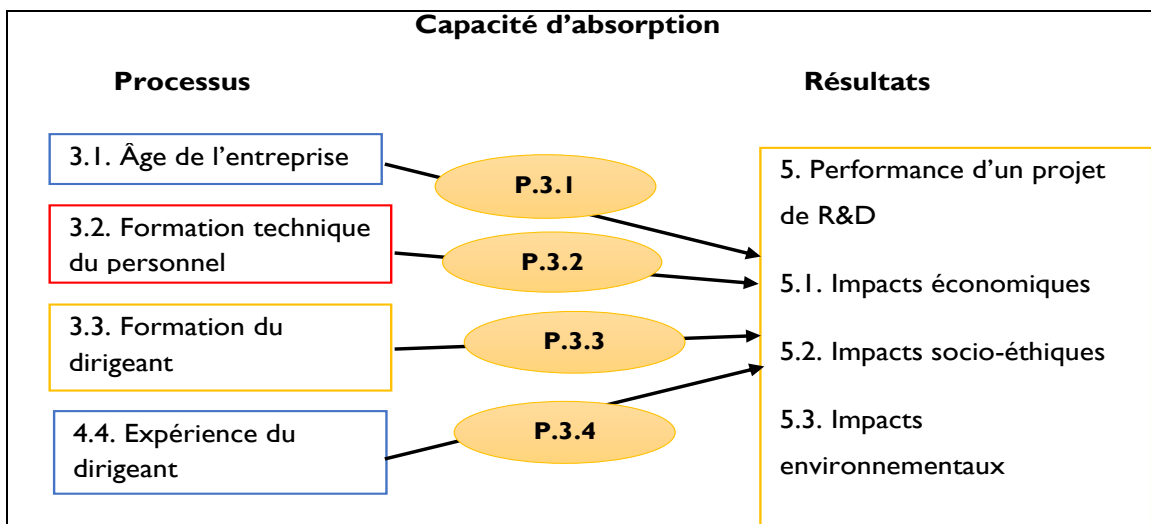 Capacité d’absorption
Processus
Résultats
3.1. Âge de l’entreprise
P.3.1
3.2. Formation technique
du personnel
P.3.2
3.3. Formation du
dirigeant
P.3.3
4.4. Expérience du
dirigeant
P.3.4
5. Performance d’un projet
de R&D
5.1. Impacts économiques
5.2. Impacts socio-éthiques
5.3. Impacts
environnementaux